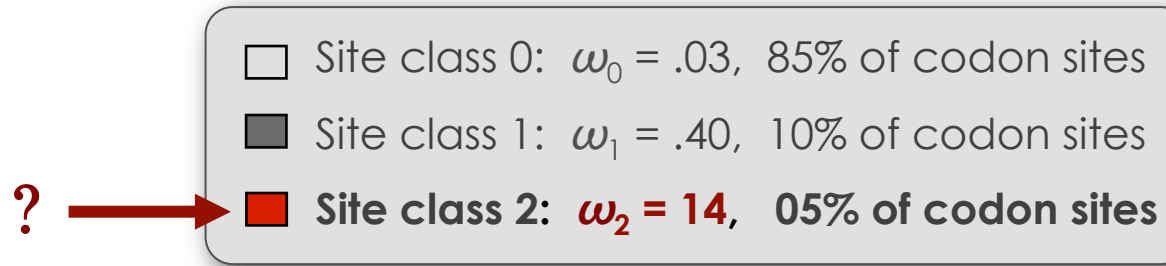 Site class 0: ω₀ = .03, 85% of codon sites
Site class 1: ω₁ = .40, 10% of codon sites
? Site class 2: ω₂ = 14, 05% of codon sites